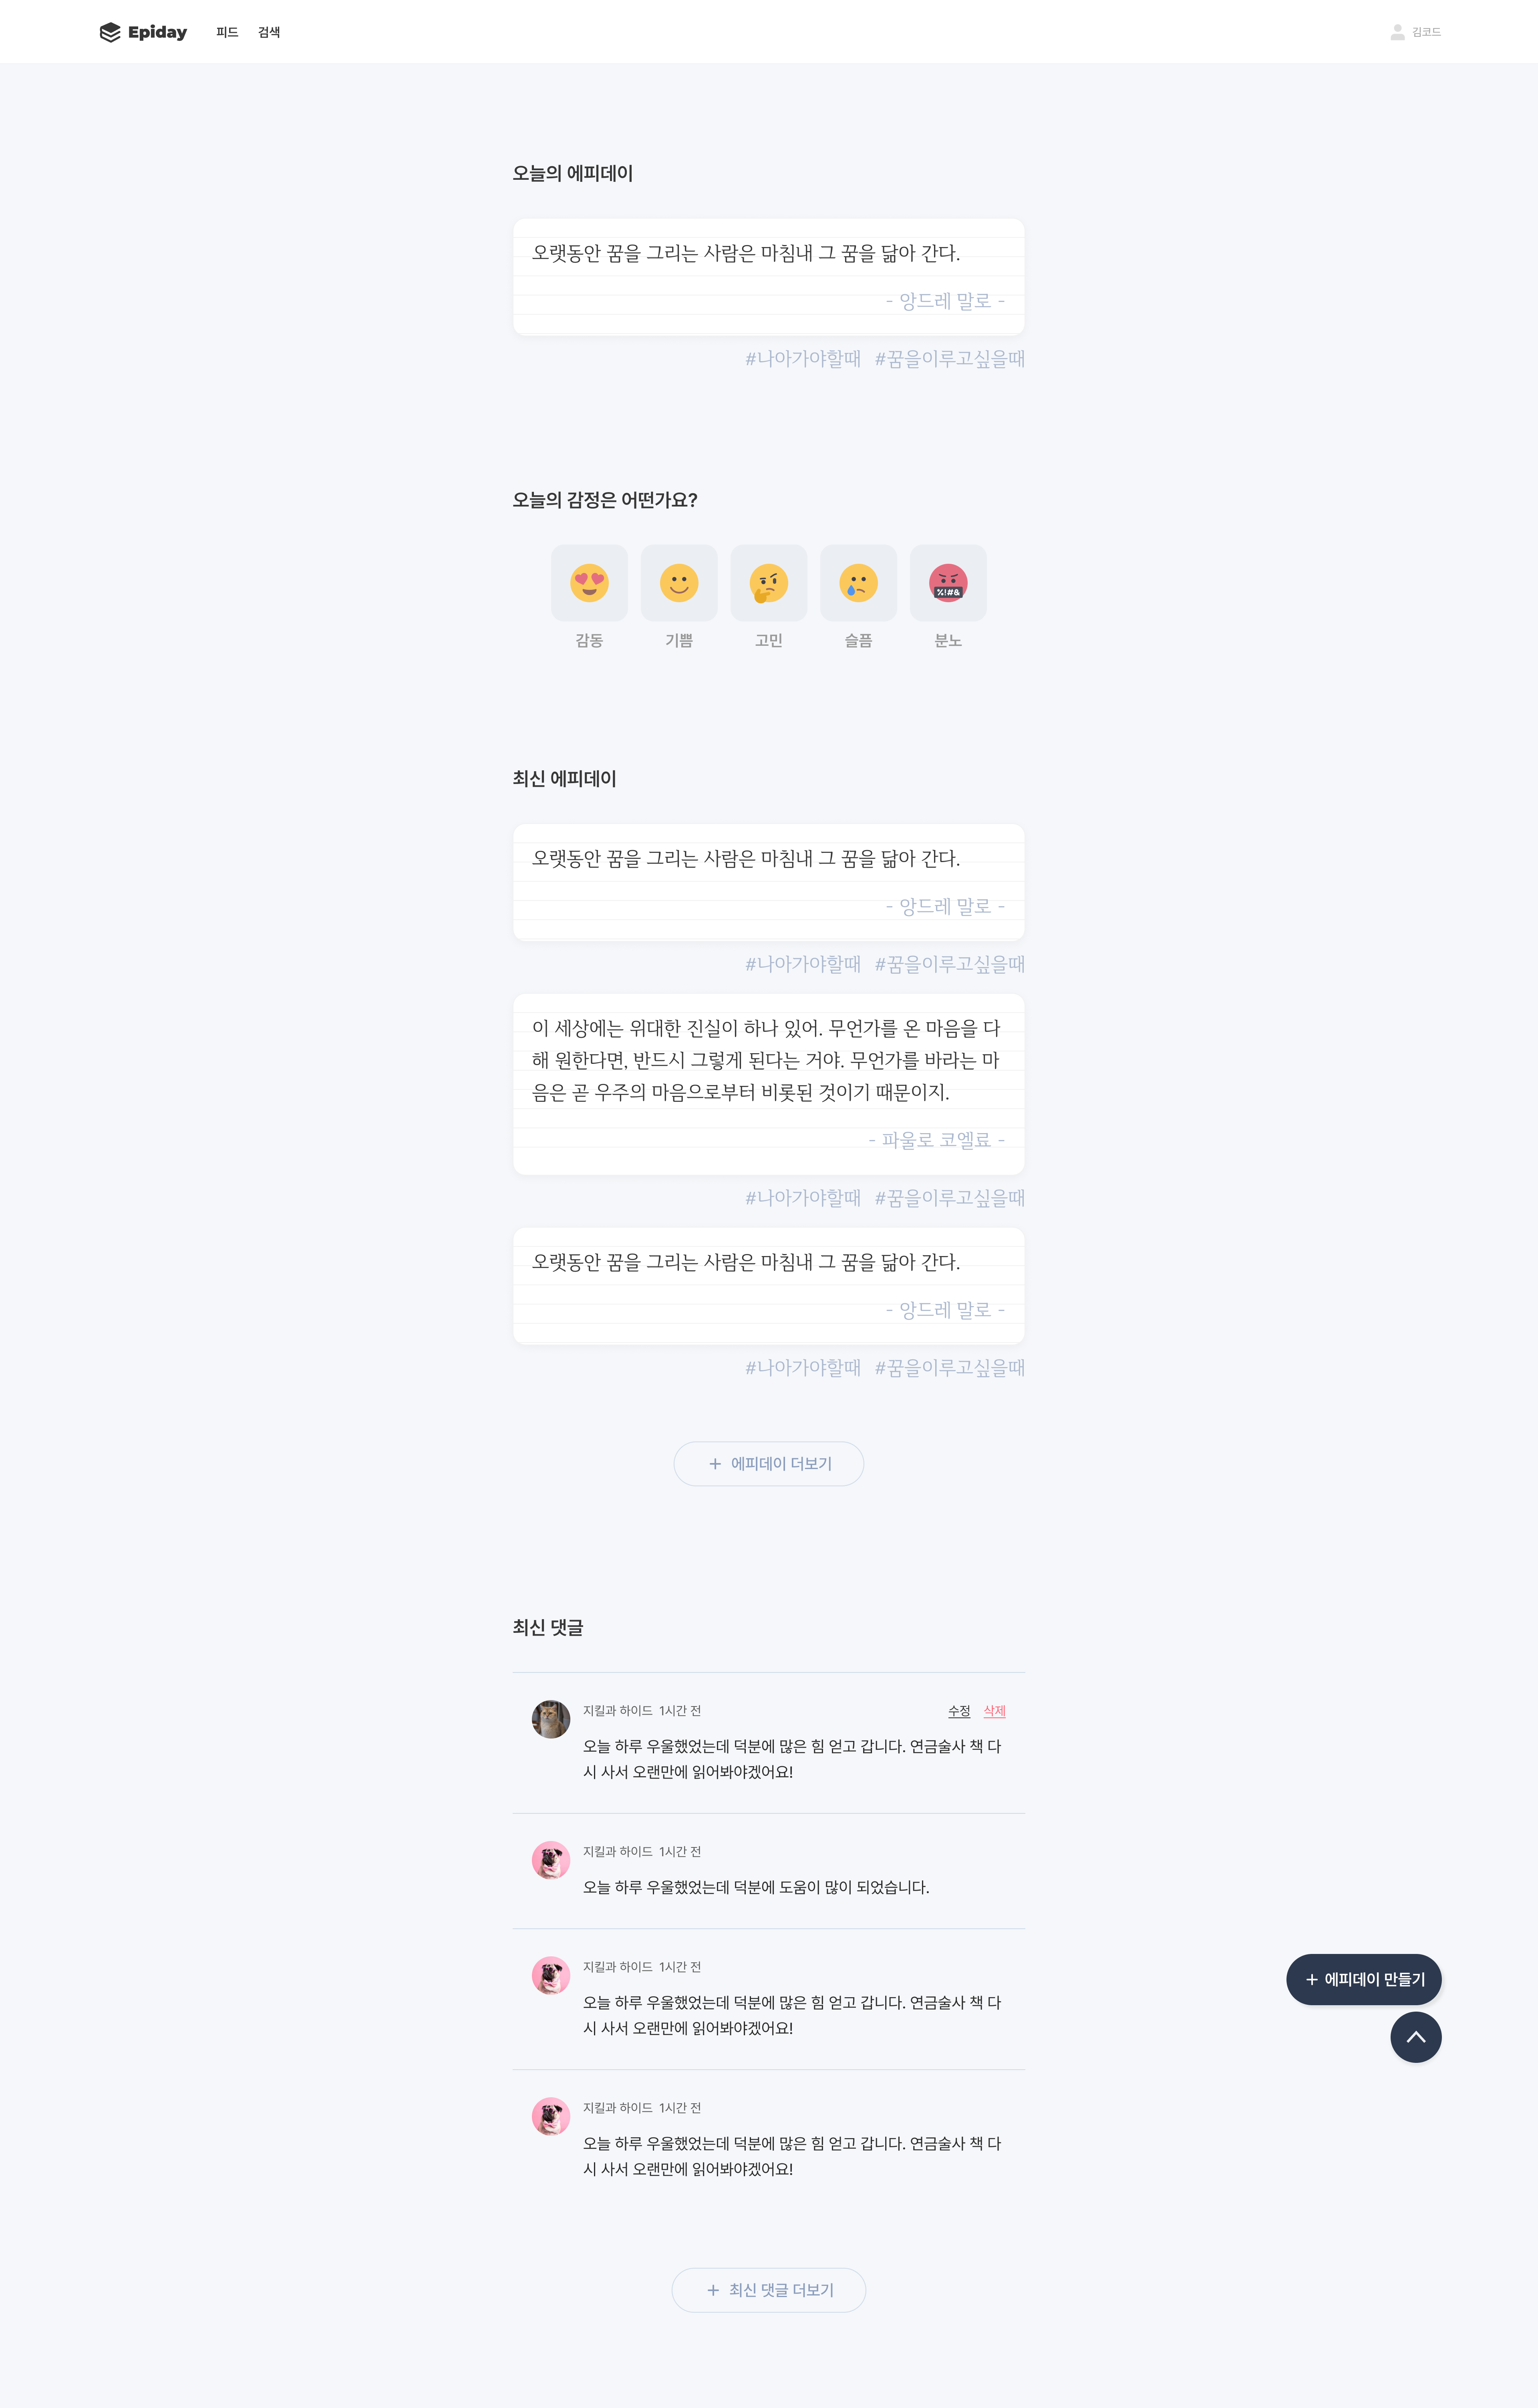 Epiday 피드 검색 김코드
오늘의 에피데이
오랫동안 꿈을 그리는 사람은 마침내 그 꿈을 닮아 간다.
- 앙드레 말로 -
#나아가야할때 #꿈을이루고싶을때
오늘의 감정은 어떤가요?
%!#&
감동 기쁨 고민 슬픔 분노
최신 에피데이
오랫동안 꿈을 그리는 사람은 마침내 그 꿈을 닮아 간다.
- 앙드레 말로 -
#나아가야할때 #꿈을이루고싶을때
이 세상에는 위대한 진실이 하나 있어. 무언가를 온 마음을 다
해 원한다면, 반드시 그렇게 된다는 거야. 무언가를 바라는 마
음은 곧 우주의 마음으로부터 비롯된 것이기 때문이지.
- 파울로 코엘료 -
#나아가야할때 #꿈을이루고싶을때
오랫동안 꿈을 그리는 사람은 마침내 그 꿈을 닮아 간다.
- 앙드레 말로 -
#나아가야할때 #꿈을이루고싶을때
+ 에피데이 더보기
최신 댓글
지킬과 하이드 1시간 전 수정 삭제
오늘 하루 우울했었는데 덕분에 많은 힘 얻고 갑니다. 연금술사 책 다
시 사서 오랜만에 읽어봐야겠어요!
지킬과 하이드 1시간 전
오늘 하루 우울했었는데 덕분에 도움이 많이 되었습니다.
지킬과 하이드 1시간 전
오늘 하루 우울했었는데 덕분에 많은 힘 얻고 갑니다. 연금술사 책 다
시 사서 오랜만에 읽어봐야겠어요!
+ 에피데이 만들기
지킬과 하이드 1시간 전
오늘 하루 우울했었는데 덕분에 많은 힘 얻고 갑니다. 연금술사 책 다
시 사서 오랜만에 읽어봐야겠어요!
+ 최신 댓글 더보기